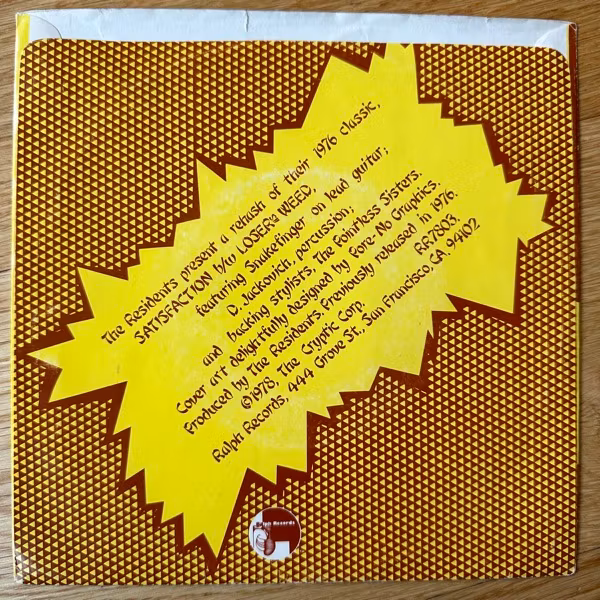 The Residents present a rehash of their 1976 classic,
SATISFACTION b/w LOSER≅WEED,
featuring Snakefinger on lead guitar;
D. Jackovich, percussion;
and backing stylists, The Pointless Sisters.
Cover art delightfully designed by Pore-No Graphics.
Produced by The Residents. Previously released in 1976.
©1978, The Cryptic Corp. RR7803.
Ralph Records, 444 Grove St., San Francisco, CA. 94102
Ralph Records